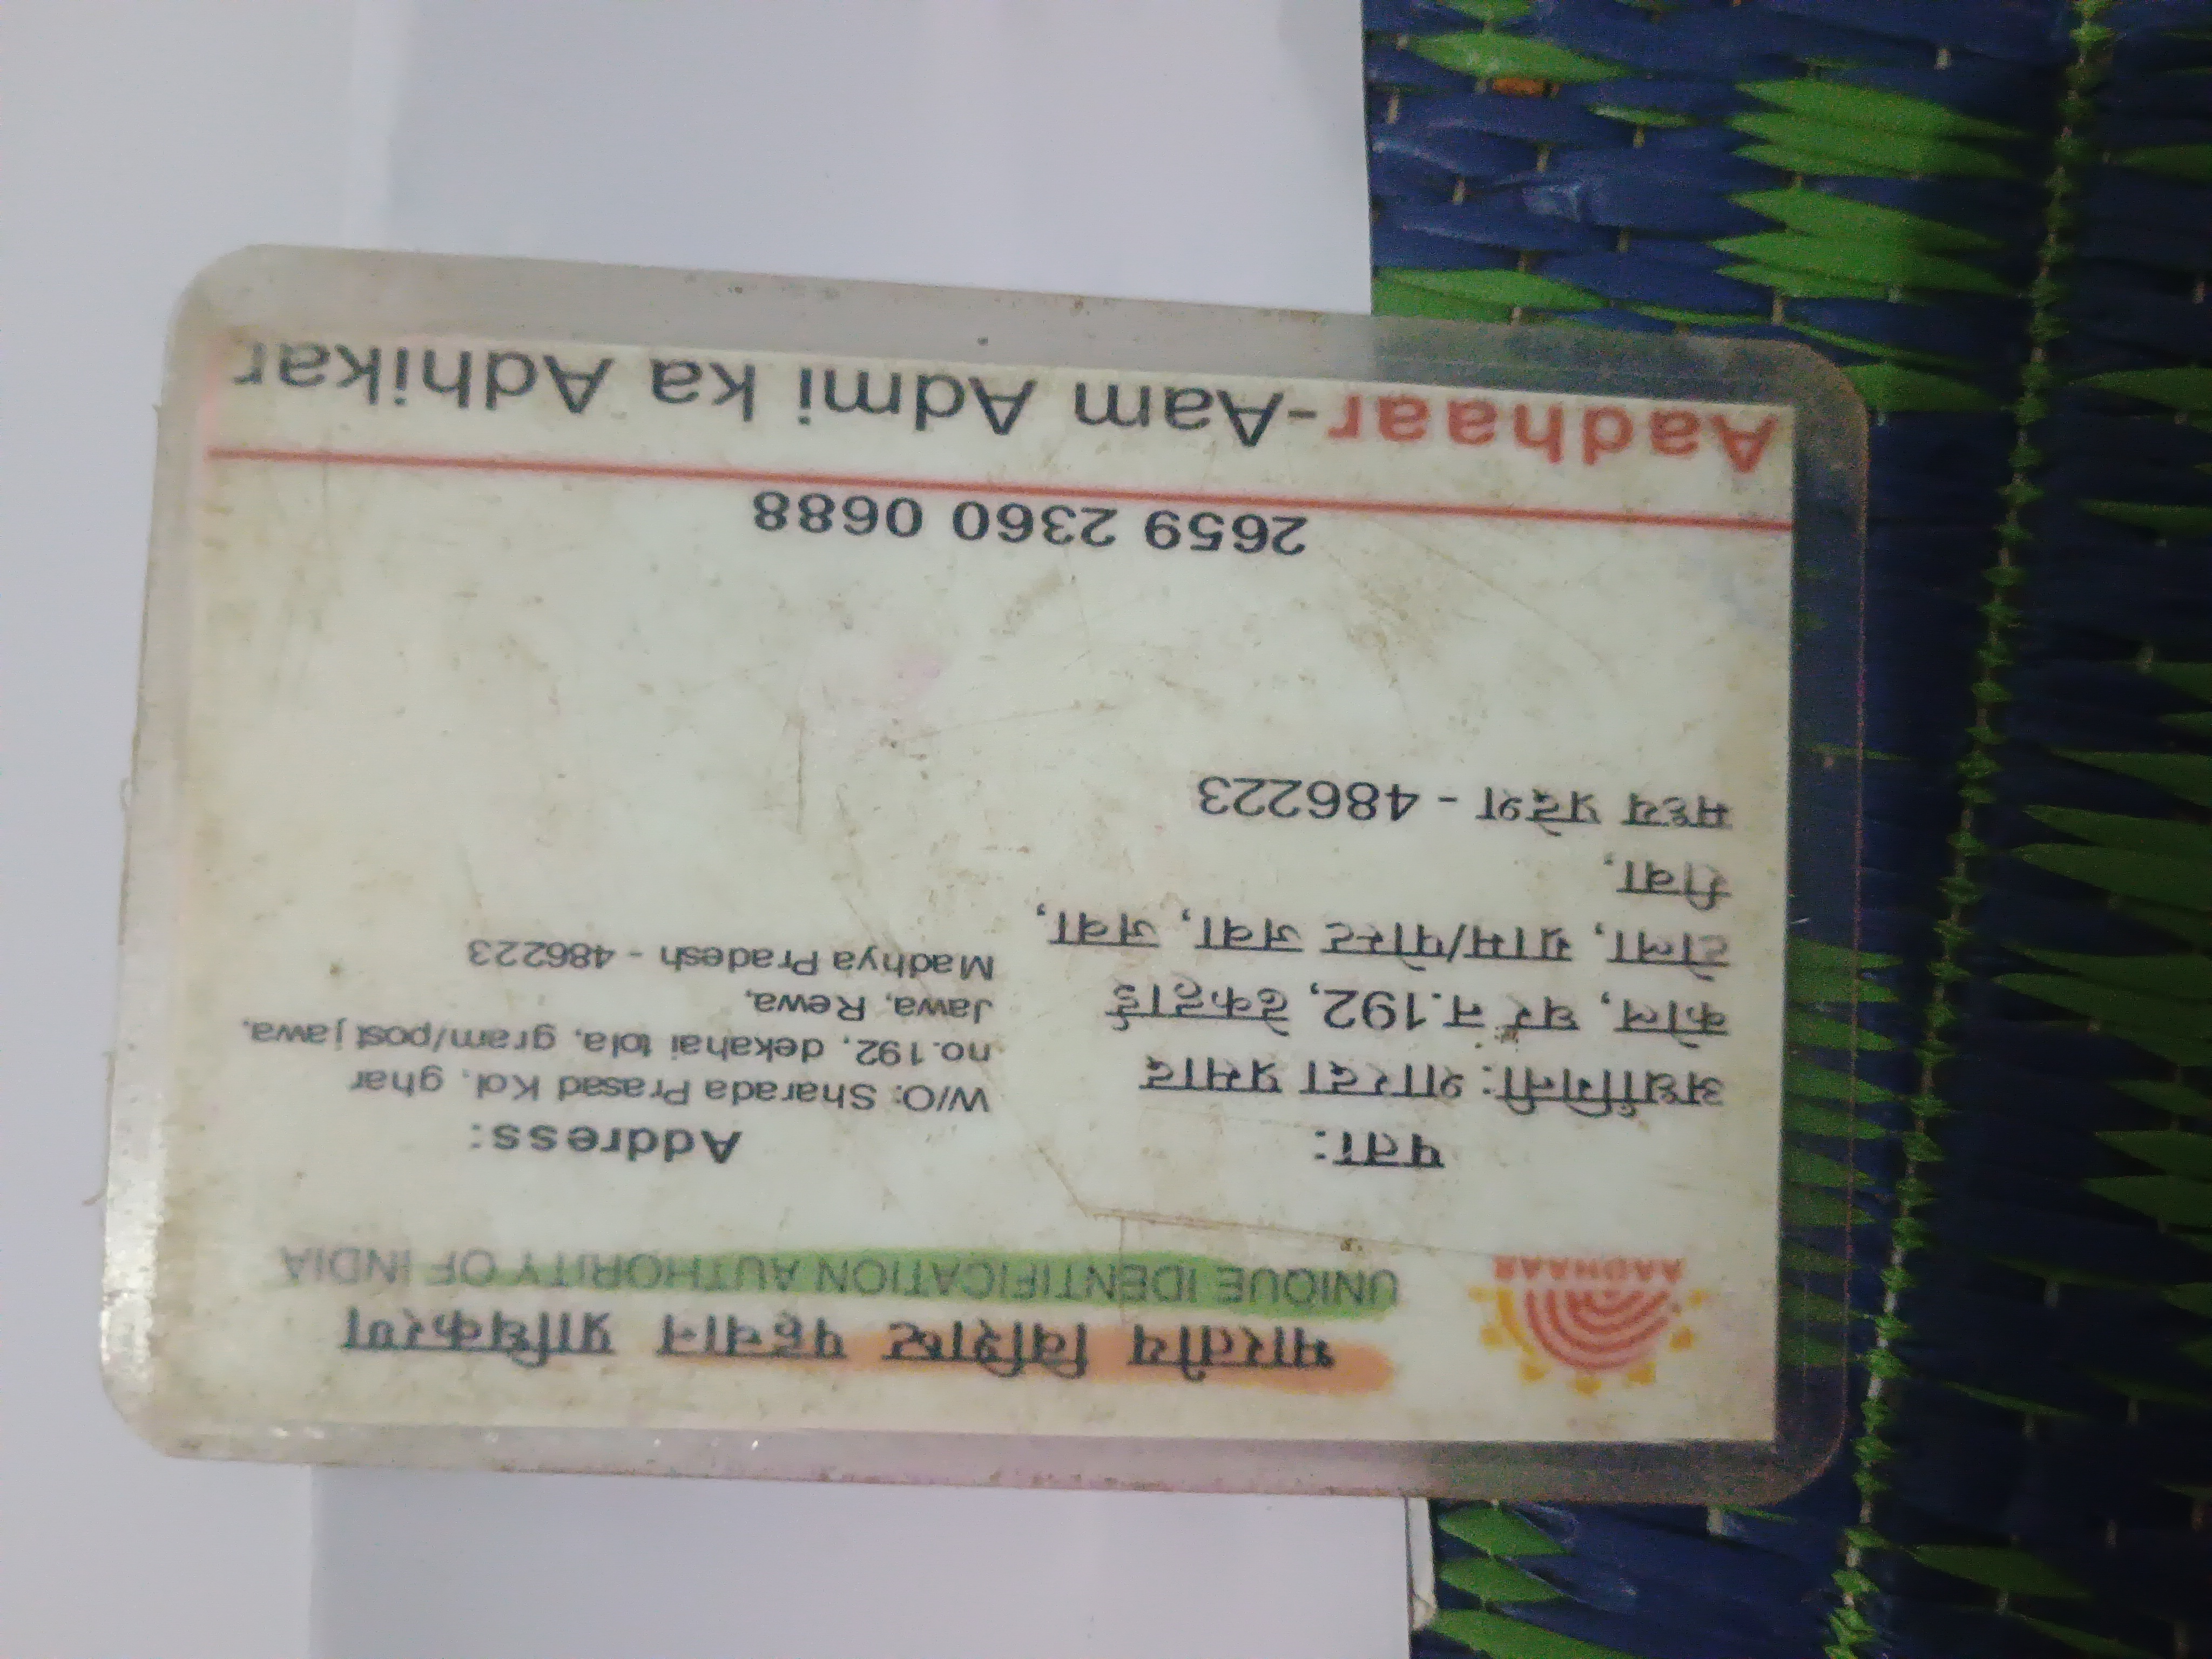 भारतीय विशिष्ट पहचान प्राधिकरण
UNIQUE IDENTIFICATION AUTHORITY OF INDIA
AADHAAR
पता:
अर्धांगिनी: शारदा प्रसाद
कोल, घर न.192, ढेकहाई
टोला, ग्राम/पोस्ट जवा, जवा,
रीवा,
मध्य प्रदेश - 486223
Address:
W/O: Sharada Prasad Kol, ghar
no.192, dekahai tola, gram/post jawa,
Jawa, Rewa,
Madhya Pradesh - 486223
2659 2360 0688
Aadhaar-Aam Admi ka Adhikar